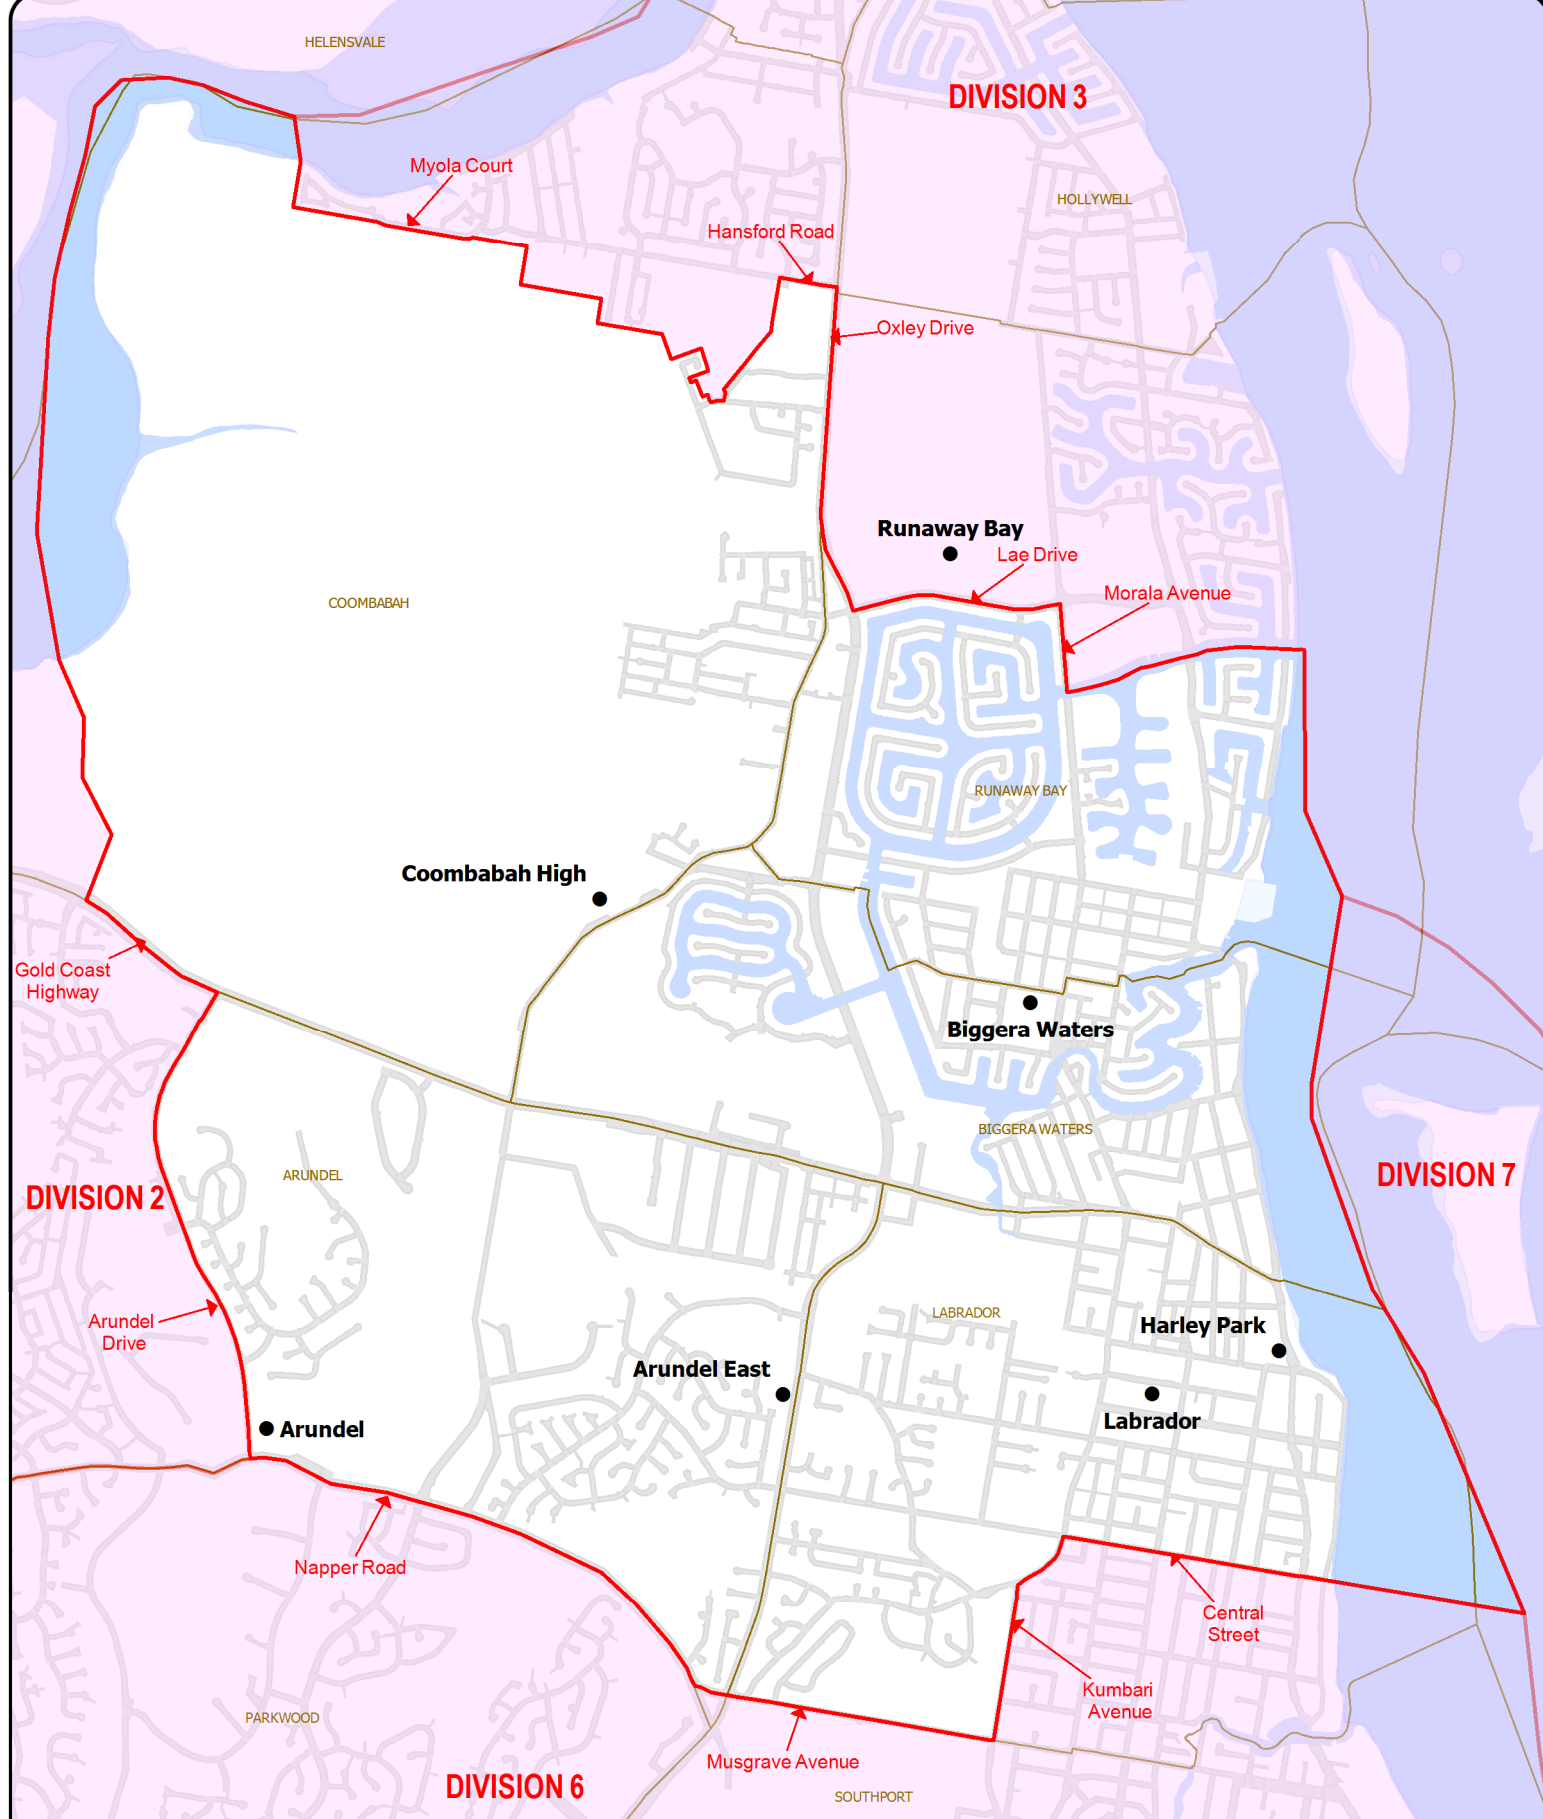 HELENSVALE
DIVISION 3
Myola Court
HOLLYWELL
Hansford Road
Oxley Drive
Runaway Bay
Lae Drive
Morala Avenue
COOMBABAH
RUNAWAY BAY
Coombabah High
Gold Coast
Highway
Biggera Waters
BIGGERA WATERS
ARUNDEL
DIVISION 7
DIVISION 2
Arundel
Drive
LABRADOR
Harley Park
Arundel East
Labrador
Arundel
Napper Road
Central
Street
Kumbari
Avenue
PARKWOOD
Musgrave Avenue
DIVISION 6
SOUTHPORT